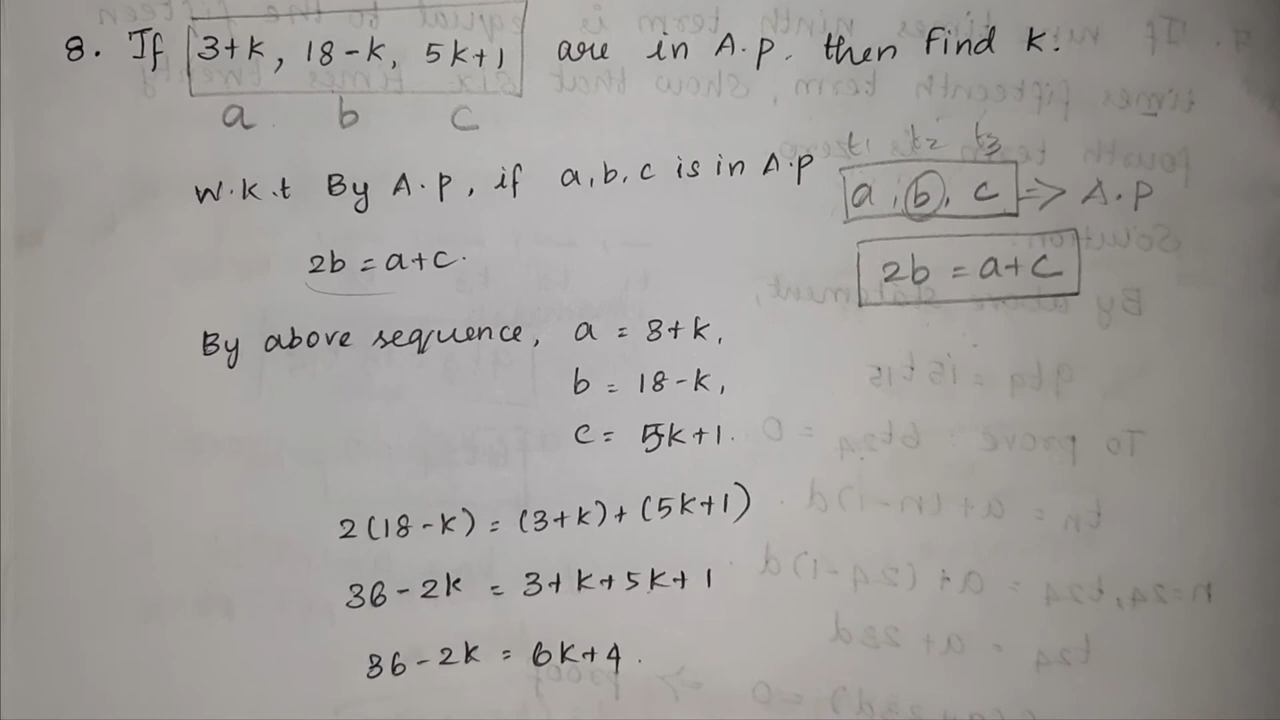 8. If 3+k, 18-k, 5k+1 are in A.p. then Find k.
a b c
W.k.t By A.p, if a,b,c is in A.p
t1 t2 t3
a, b, c => A.p
2b = a+c.
2b = a+c
By above sequence, a = 3+k,
b = 18-k,
c = 5k+1.
2(18-k) = (3+k)+(5k+1)
36-2k = 3+k+5k+1
36-2k = 6k+4.